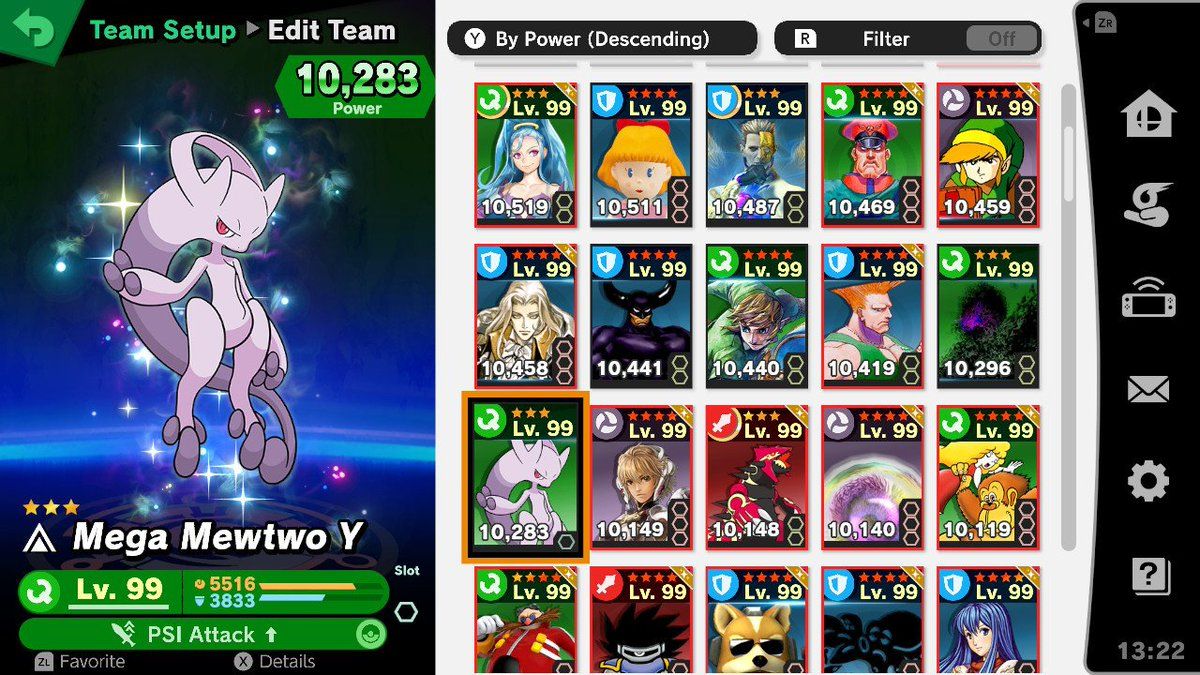 Team Setup ▶ Edit Team
10,283
Power
Y By Power (Descending)
R Filter Off
ZR
Lv. 99 Lv. 99 Lv. 99 Lv. 99 Lv. 99
10,519 10,511 10,487 10,469 10,459
Lv. 99 Lv. 99 Lv. 99 Lv. 99 Lv. 99
10,458 10,441 10,440 10,419 10,296
Lv. 99 Lv. 99 Lv. 99 Lv. 99 Lv. 99
10,283 10,149 10,148 10,140 10,119
Lv. 99 Lv. 99 Lv. 99 Lv. 99 Lv. 99
Mega Mewtwo Y
Lv. 99
5516
3833
Slot
PSI Attack ↑
ZL Favorite
X Details
?
13:22